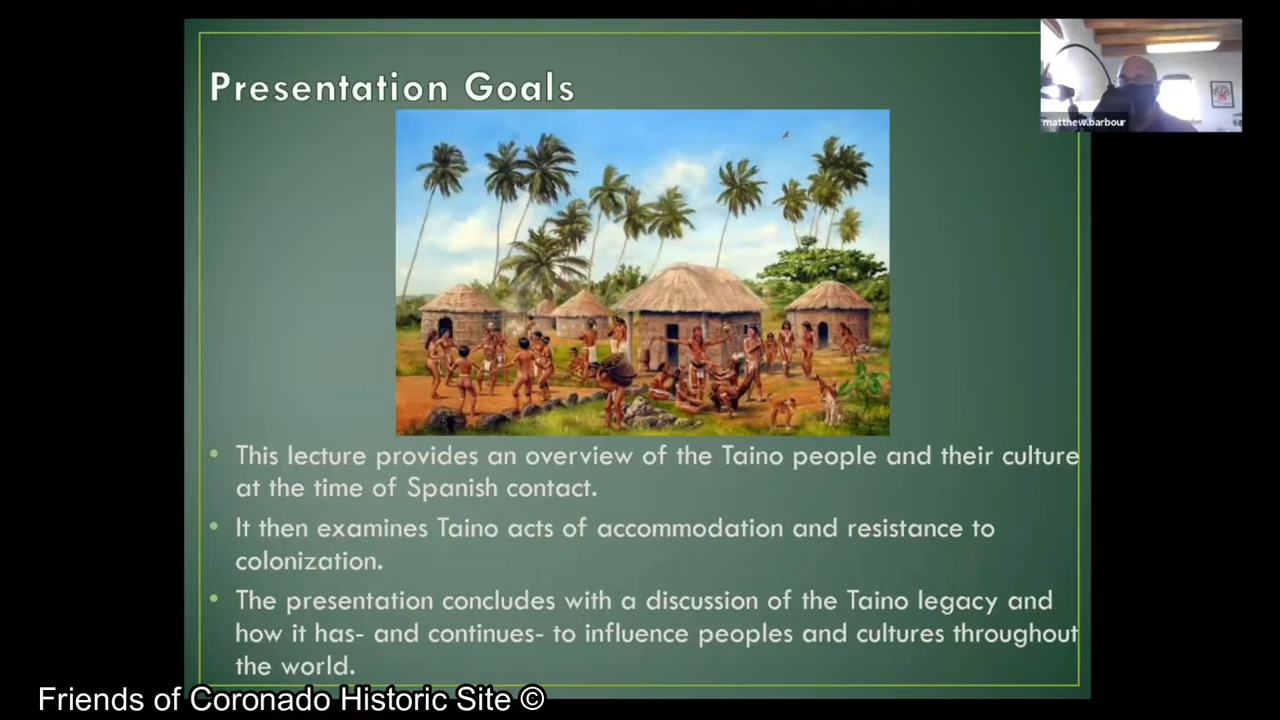 Presentation Goals
matthew.barbour
• This lecture provides an overview of the Taino people and their culture
at the time of Spanish contact.
• It then examines Taino acts of accommodation and resistance to
colonization.
• The presentation concludes with a discussion of the Taino legacy and
how it has- and continues- to influence peoples and cultures throughout
the world.
Friends of Coronado Historic Site ©